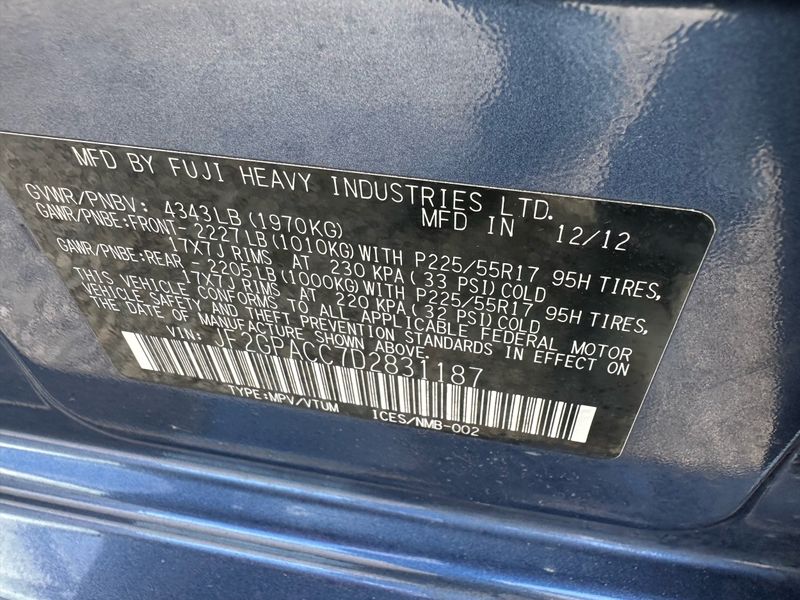 MFD BY FUJI HEAVY INDUSTRIES LTD.
GVWR/PNBV: 4343LB(1970KG) MFD IN 12/12
GAWR/PNBE:FRONT- 2227LB(1010KG)WITH P225/55R17 95H TIRES,
17X7J RIMS AT 230 KPA( 33 PSI)COLD
GAWR/PNBE:REAR - 2205LB(1000KG)WITH P225/55R17 95H TIRES,
17X7J RIMS AT 220 KPA( 32 PSI)COLD
THIS VEHICLE CONFORMS TO ALL APPLICABLE FEDERAL MOTOR
VEHICLE SAFETY AND THEFT PREVENTION STANDARDS IN EFFECT ON
THE DATE OF MANUFACTURE SHOWN ABOVE.
VIN: JF2GPACC7D2831187
TYPE:MPV/VTUM ICES/NMB-002